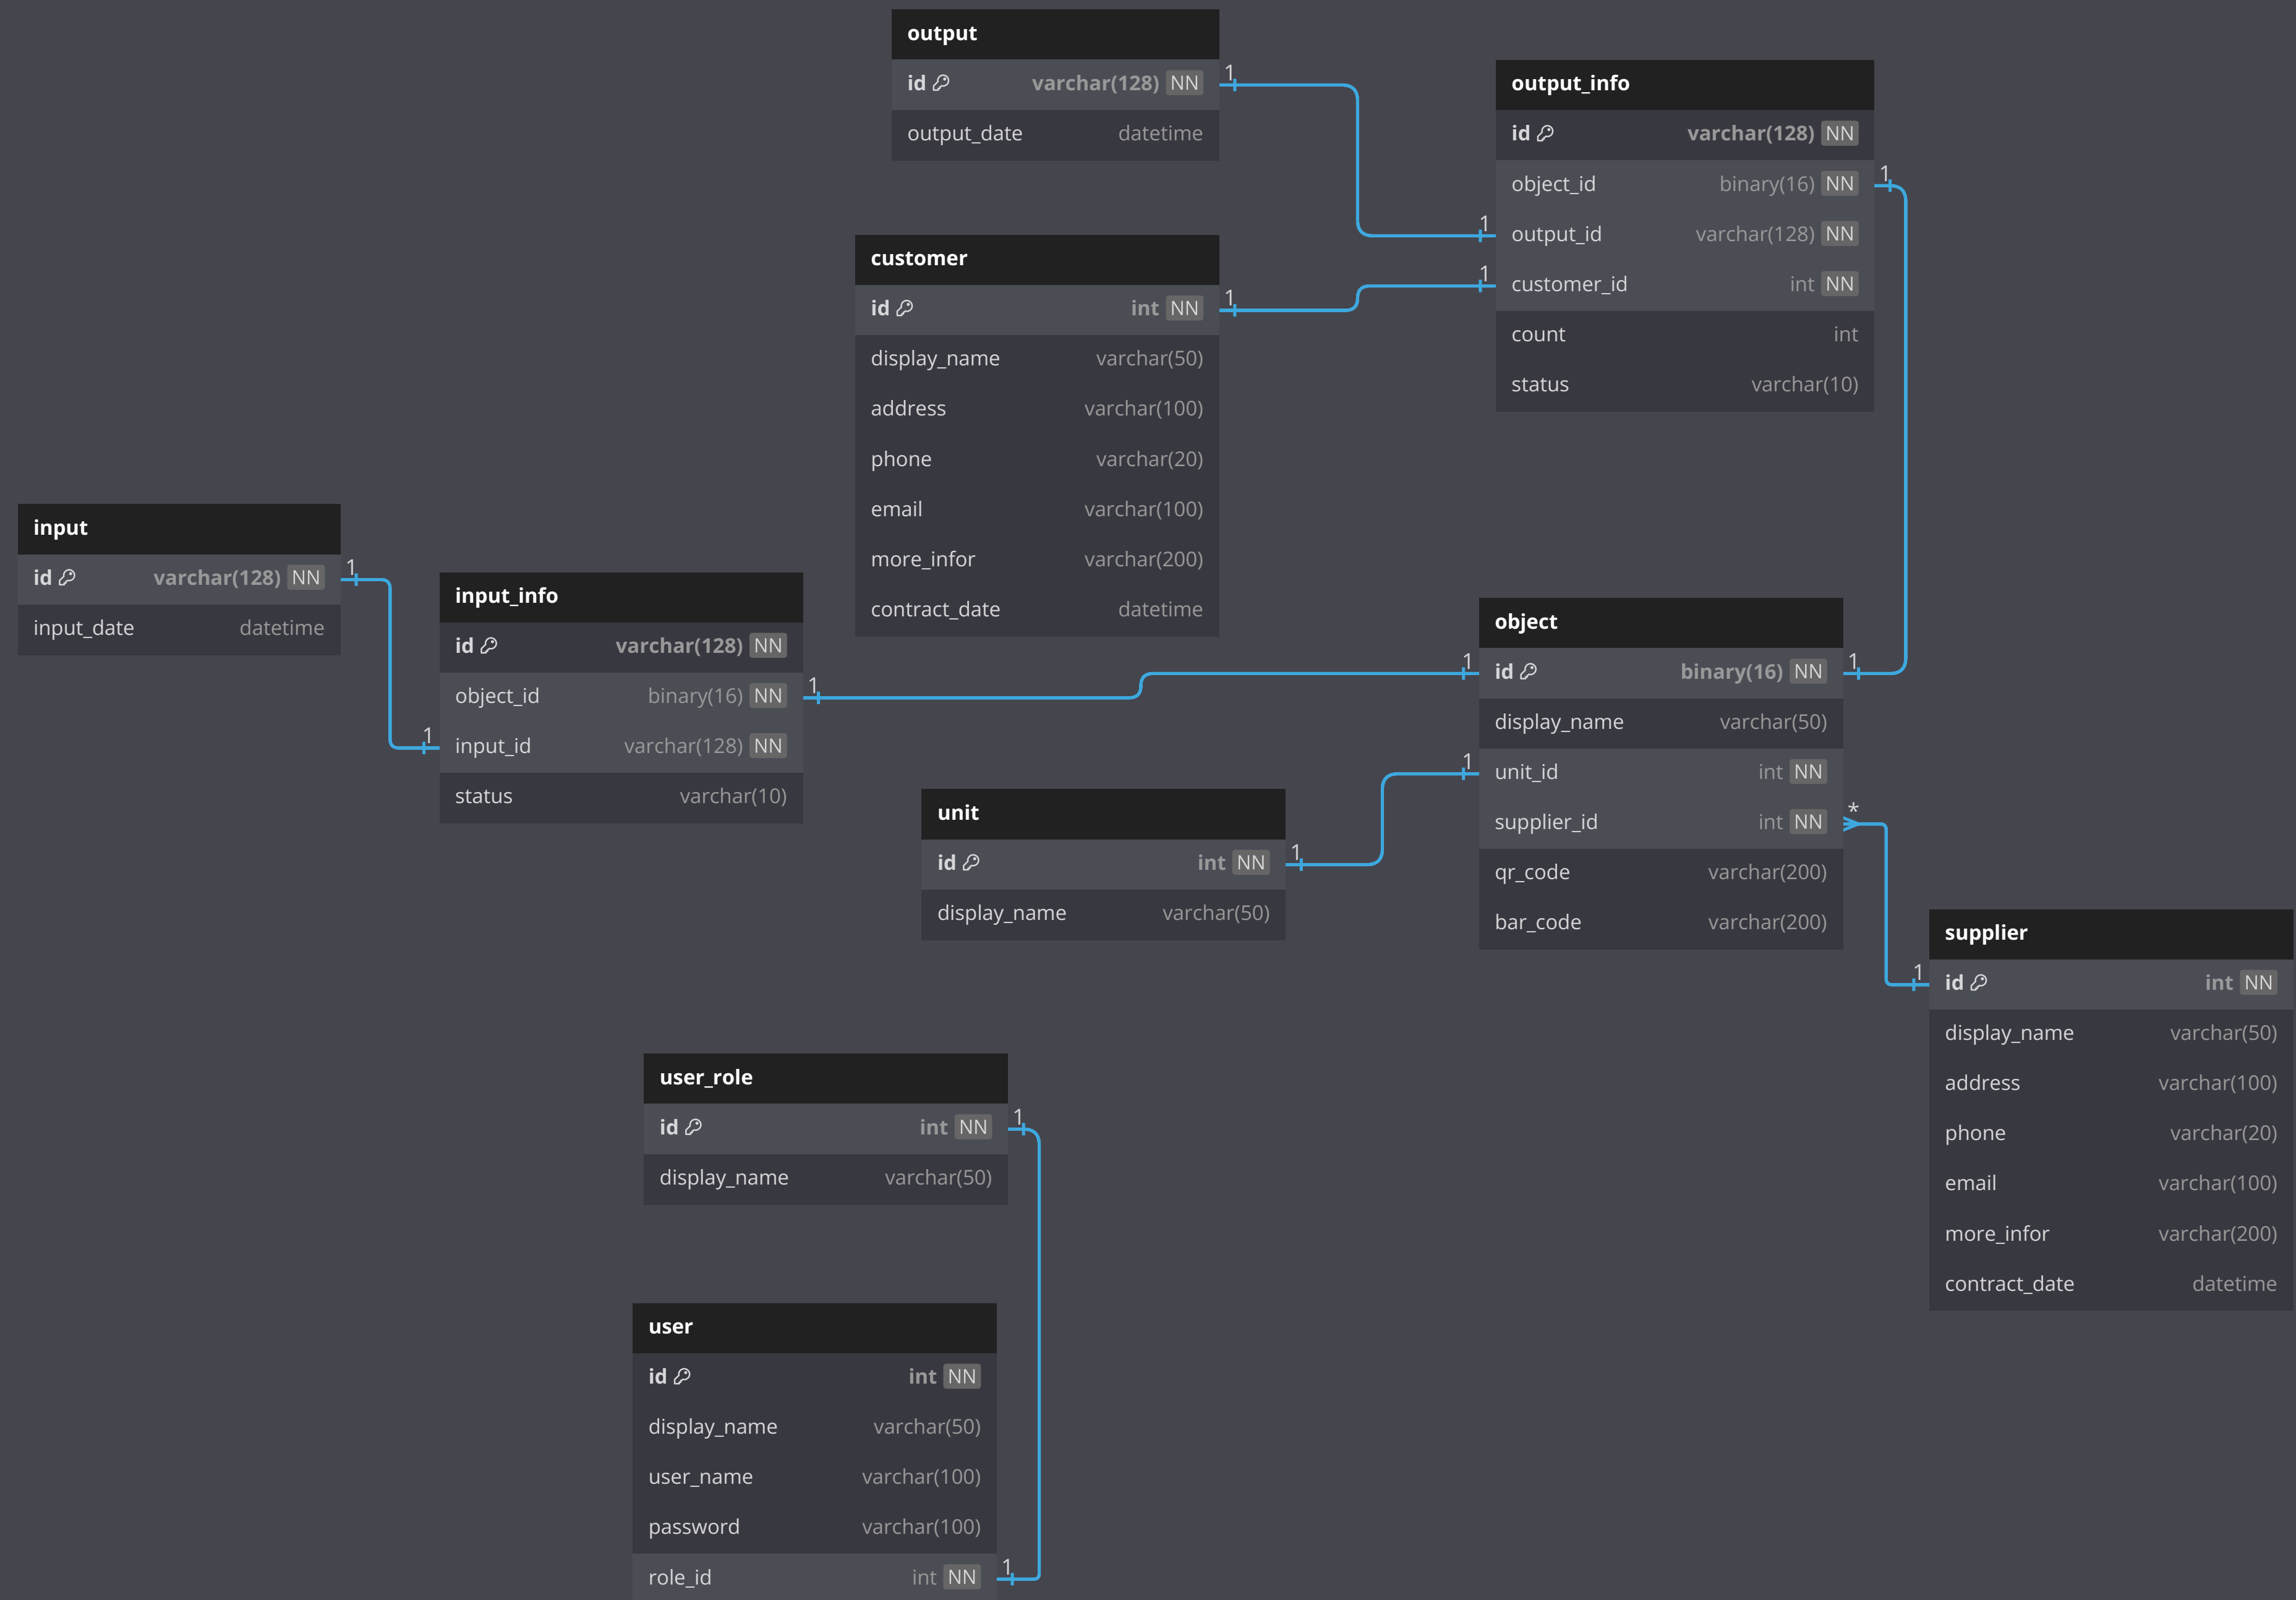 output
id varchar(128) NN
output_date datetime
1
1
output_info
id varchar(128) NN
object_id binary(16) NN
output_id varchar(128) NN
customer_id int NN
count int
status varchar(10)
1
1
customer
id int NN
display_name varchar(50)
address varchar(100)
phone varchar(20)
email varchar(100)
more_infor varchar(200)
contract_date datetime
1
input
id varchar(128) NN
input_date datetime
1
1
input_info
id varchar(128) NN
object_id binary(16) NN
input_id varchar(128) NN
status varchar(10)
1
1
object
id binary(16) NN
display_name varchar(50)
unit_id int NN
supplier_id int NN
qr_code varchar(200)
bar_code varchar(200)
1
1
*
unit
id int NN
display_name varchar(50)
1
1
supplier
id int NN
display_name varchar(50)
address varchar(100)
phone varchar(20)
email varchar(100)
more_infor varchar(200)
contract_date datetime
user_role
id int NN
display_name varchar(50)
1
user
id int NN
display_name varchar(50)
user_name varchar(100)
password varchar(100)
role_id int NN
1